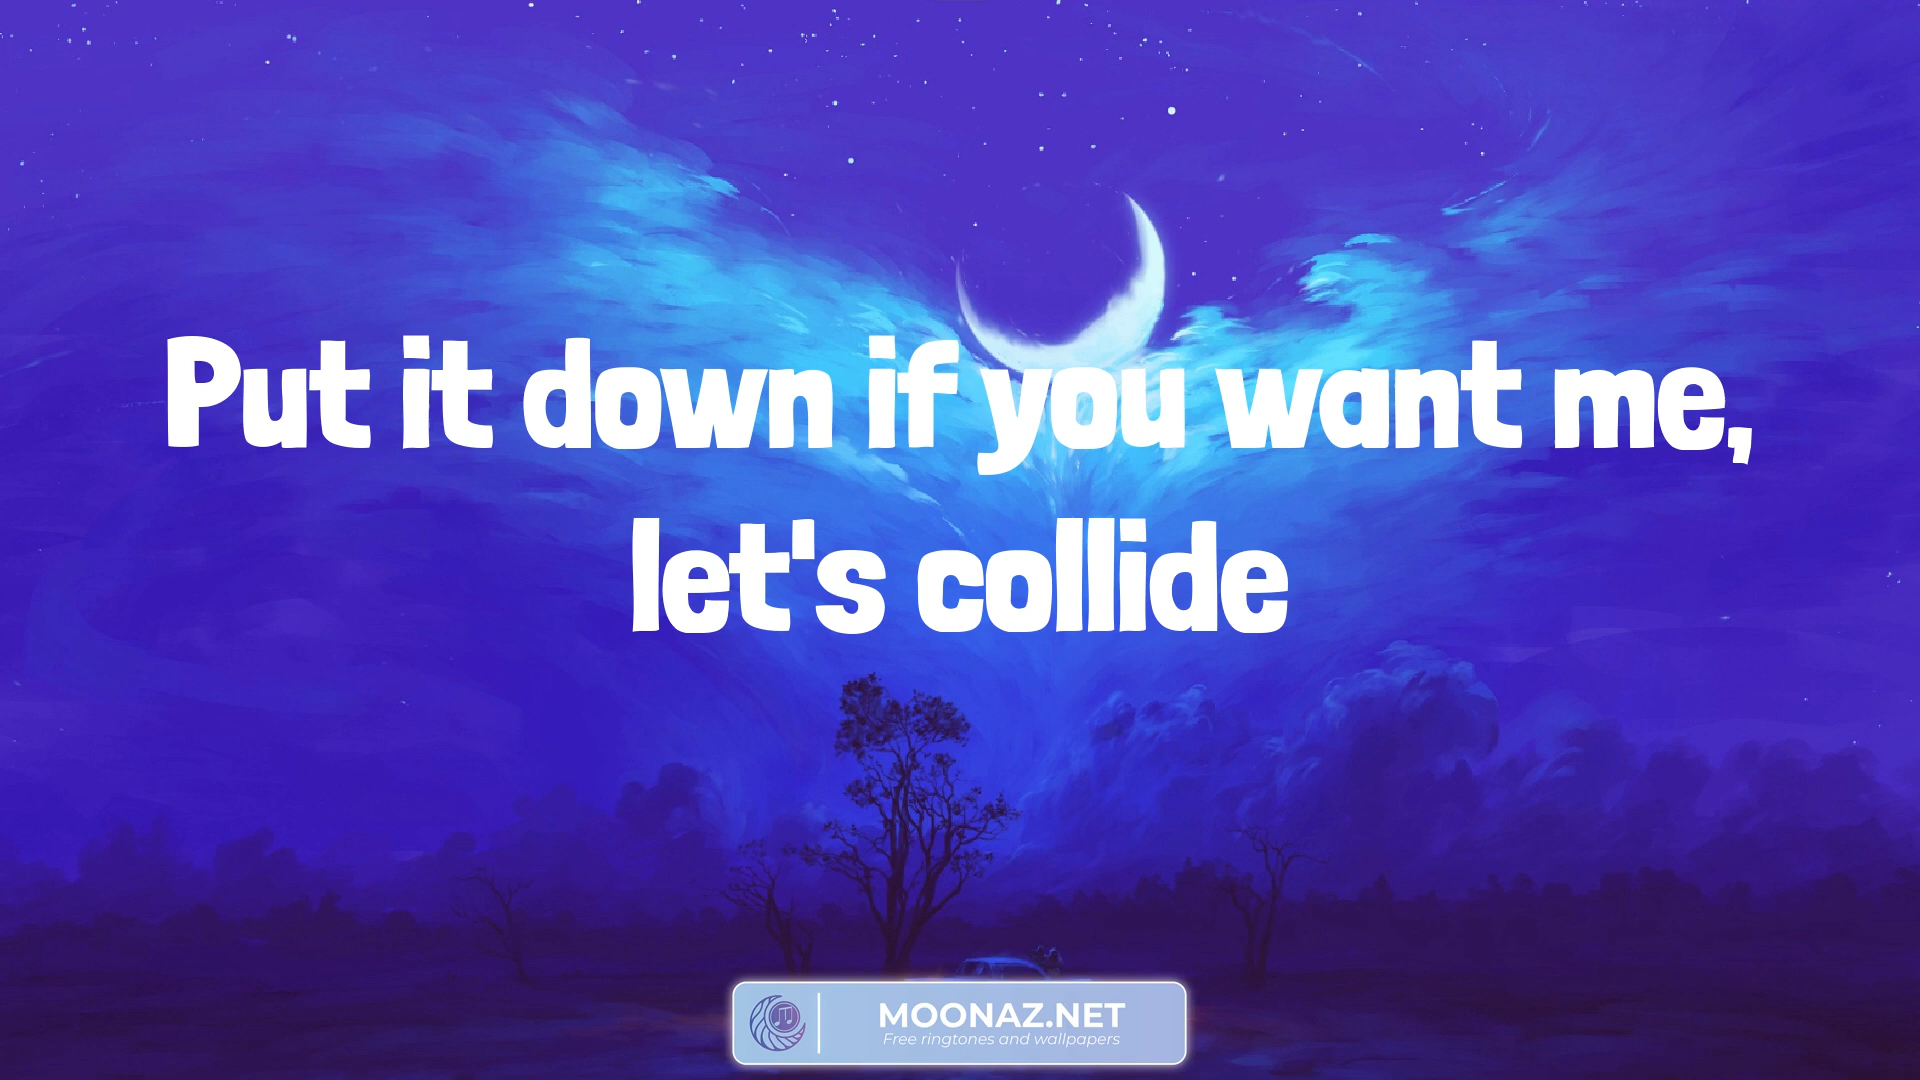 Put it down if you want me,
let's collide
MOONAZ.NET
Free ringtones and wallpapers